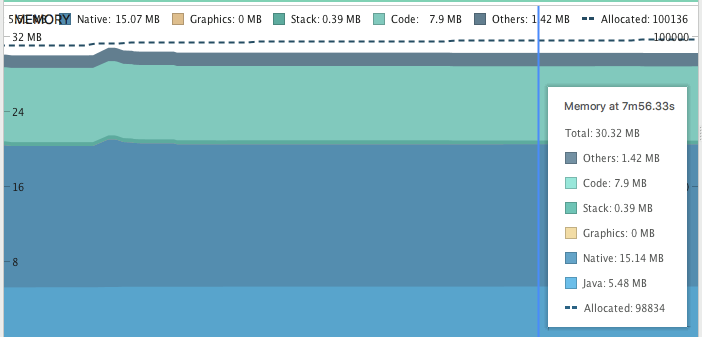 MEMORY Native: 15.07 MB Graphics: 0 MB Stack: 0.39 MB Code: 7.9 MB Others: 1.42 MB Allocated: 100136
32 MB 100000
24
16
8
Memory at 7m56.33s
Total: 30.32 MB
Others: 1.42 MB
Code: 7.9 MB
Stack: 0.39 MB
Graphics: 0 MB
Native: 15.14 MB
Java: 5.48 MB
Allocated: 98834